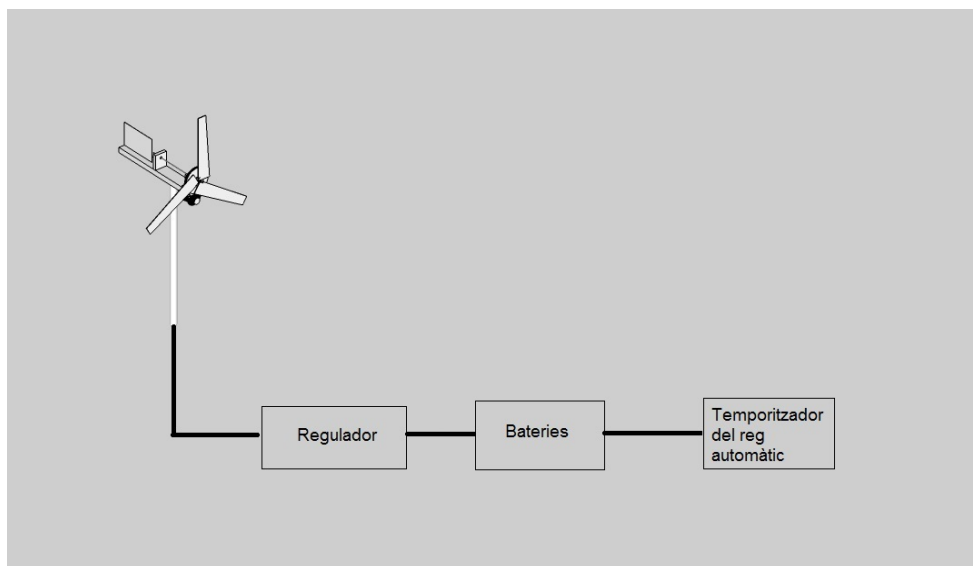 Regulador
Bateries
Temporitzador
del reg
automàtic